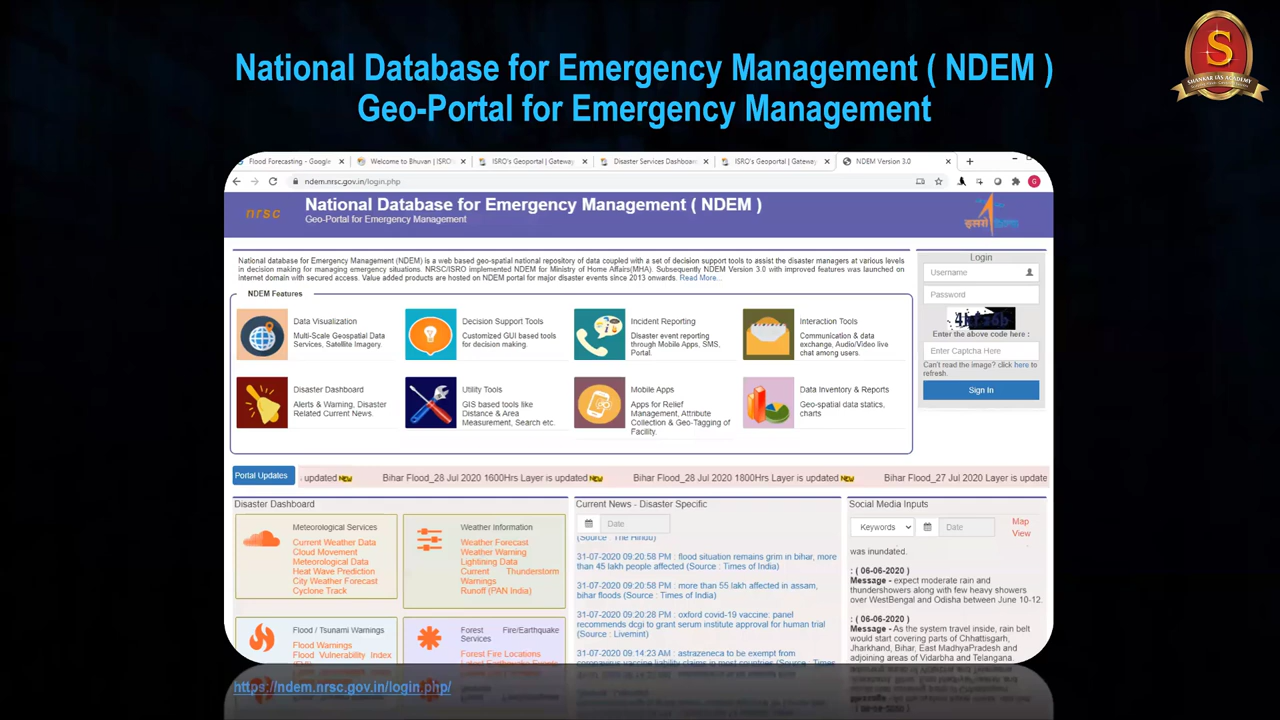 National Database for Emergency Management ( NDEM )
Geo-Portal for Emergency Management
S
SHANKAR IAS ACADEMY
Flood Forecasting - Google
Welcome to Bhuvan | ISRO's
ISRO's Geoportal | Gateway
Disaster Services Dashboard
ISRO's Geoportal | Gateway
NDEM Version 3.0
ndem.nrsc.gov.in/login.php
G
nrsc
National Database for Emergency Management ( NDEM )
Geo-Portal for Emergency Management
इसरो
National database for Emergency Management (NDEM) is a web based geo-spatial national repository of data coupled with a set of decision support tools to assist the disaster managers at various levels
in decision making for managing emergency situations. NRSC/ISRO implemented NDEM for Ministry of Home Affairs(MHA). Subsequently NDEM Version 3.0 with improved features was launched on
internet domain with secured access. Value added products are hosted on NDEM portal for major disaster events since 2013 onwards. Read More...
NDEM Features
Data Visualization
Multi-Scale Geospatial Data
Services, Satellite Imagery.
Decision Support Tools
Customized GUI based tools
for decision making.
Incident Reporting
Disaster event reporting
through Mobile Apps, SMS,
Portal.
Interaction Tools
Communication & data
exchange, Audio/Video live
chat among users.
Disaster Dashboard
Alerts & Warning, Disaster
Related Current News.
Utility Tools
GIS based tools like
Distance & Area
Measurement, Search etc.
Mobile Apps
Apps for Relief
Management, Attribute
Collection & Geo-Tagging of
Facility.
Data Inventory & Reports
Geo-spatial data statics,
charts
Login
Username
Password
Enter the above code here :
Enter Captcha Here
Can't read the image? click here to
refresh.
Sign In
Portal Updates
updated NEW
Bihar Flood_28 Jul 2020 1600Hrs Layer is updated NEW
Bihar Flood_28 Jul 2020 1800Hrs Layer is updated NEW
Bihar Flood_27 Jul 2020 Layer is update
Disaster Dashboard
Meteorological Services
Current Weather Data
Cloud Movement
Meteorological Data
Heat Wave Prediction
City Weather Forecast
Cyclone Track
Weather Information
Weather Forecast
Weather Warning
Lightining Data
Current Thunderstorm
Warnings
Runoff (PAN India)
Flood / Tsunami Warnings
Flood Warnings
Flood Vulnerability Index
Forest Fire/Earthquake
Services
Forest Fire Locations
Latest Earthquake Events
Current News - Disaster Specific
Date
(Source : The Hindu)
31-07-2020 09:20:58 PM : flood situation remains grim in bihar, more
than 45 lakh people affected (Source : Times of India)
31-07-2020 09:20:58 PM : more than 55 lakh affected in assam,
bihar floods (Source : Times of India)
31-07-2020 09:20:28 PM : oxford covid-19 vaccine: panel
recommends dcgi to grant serum institute approval for human trial
(Source : Livemint)
31-07-2020 09:14:23 AM : astrazeneca to be exempt from
coronavirus vaccine liability claims in most countries (Source : Times
Social Media Inputs
Keywords
Date
Map
View
was inundated.
: ( 06-06-2020 )
Message - expect moderate rain and
thundershowers along with few heavy showers
over WestBengal and Odisha between June 10-12.
: ( 06-06-2020 )
Message - As the system travel inside, rain belt
would start covering parts of Chhattisgarh,
Jharkhand, Bihar, East MadhyaPradesh and
adjoining areas of Vidarbha and Telangana.
https://ndem.nrsc.gov.in/login.php/